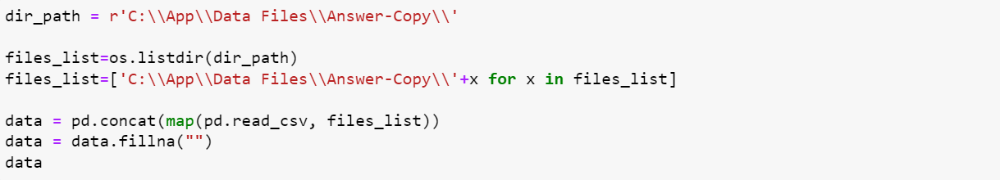 dir_path = r'C:\\App\\Data Files\\Answer-Copy\\'
files_list=os.listdir(dir_path)
files_list=['C:\\App\\Data Files\\Answer-Copy\\'+x for x in files_list]
data = pd.concat(map(pd.read_csv, files_list))
data = data.fillna("")
data